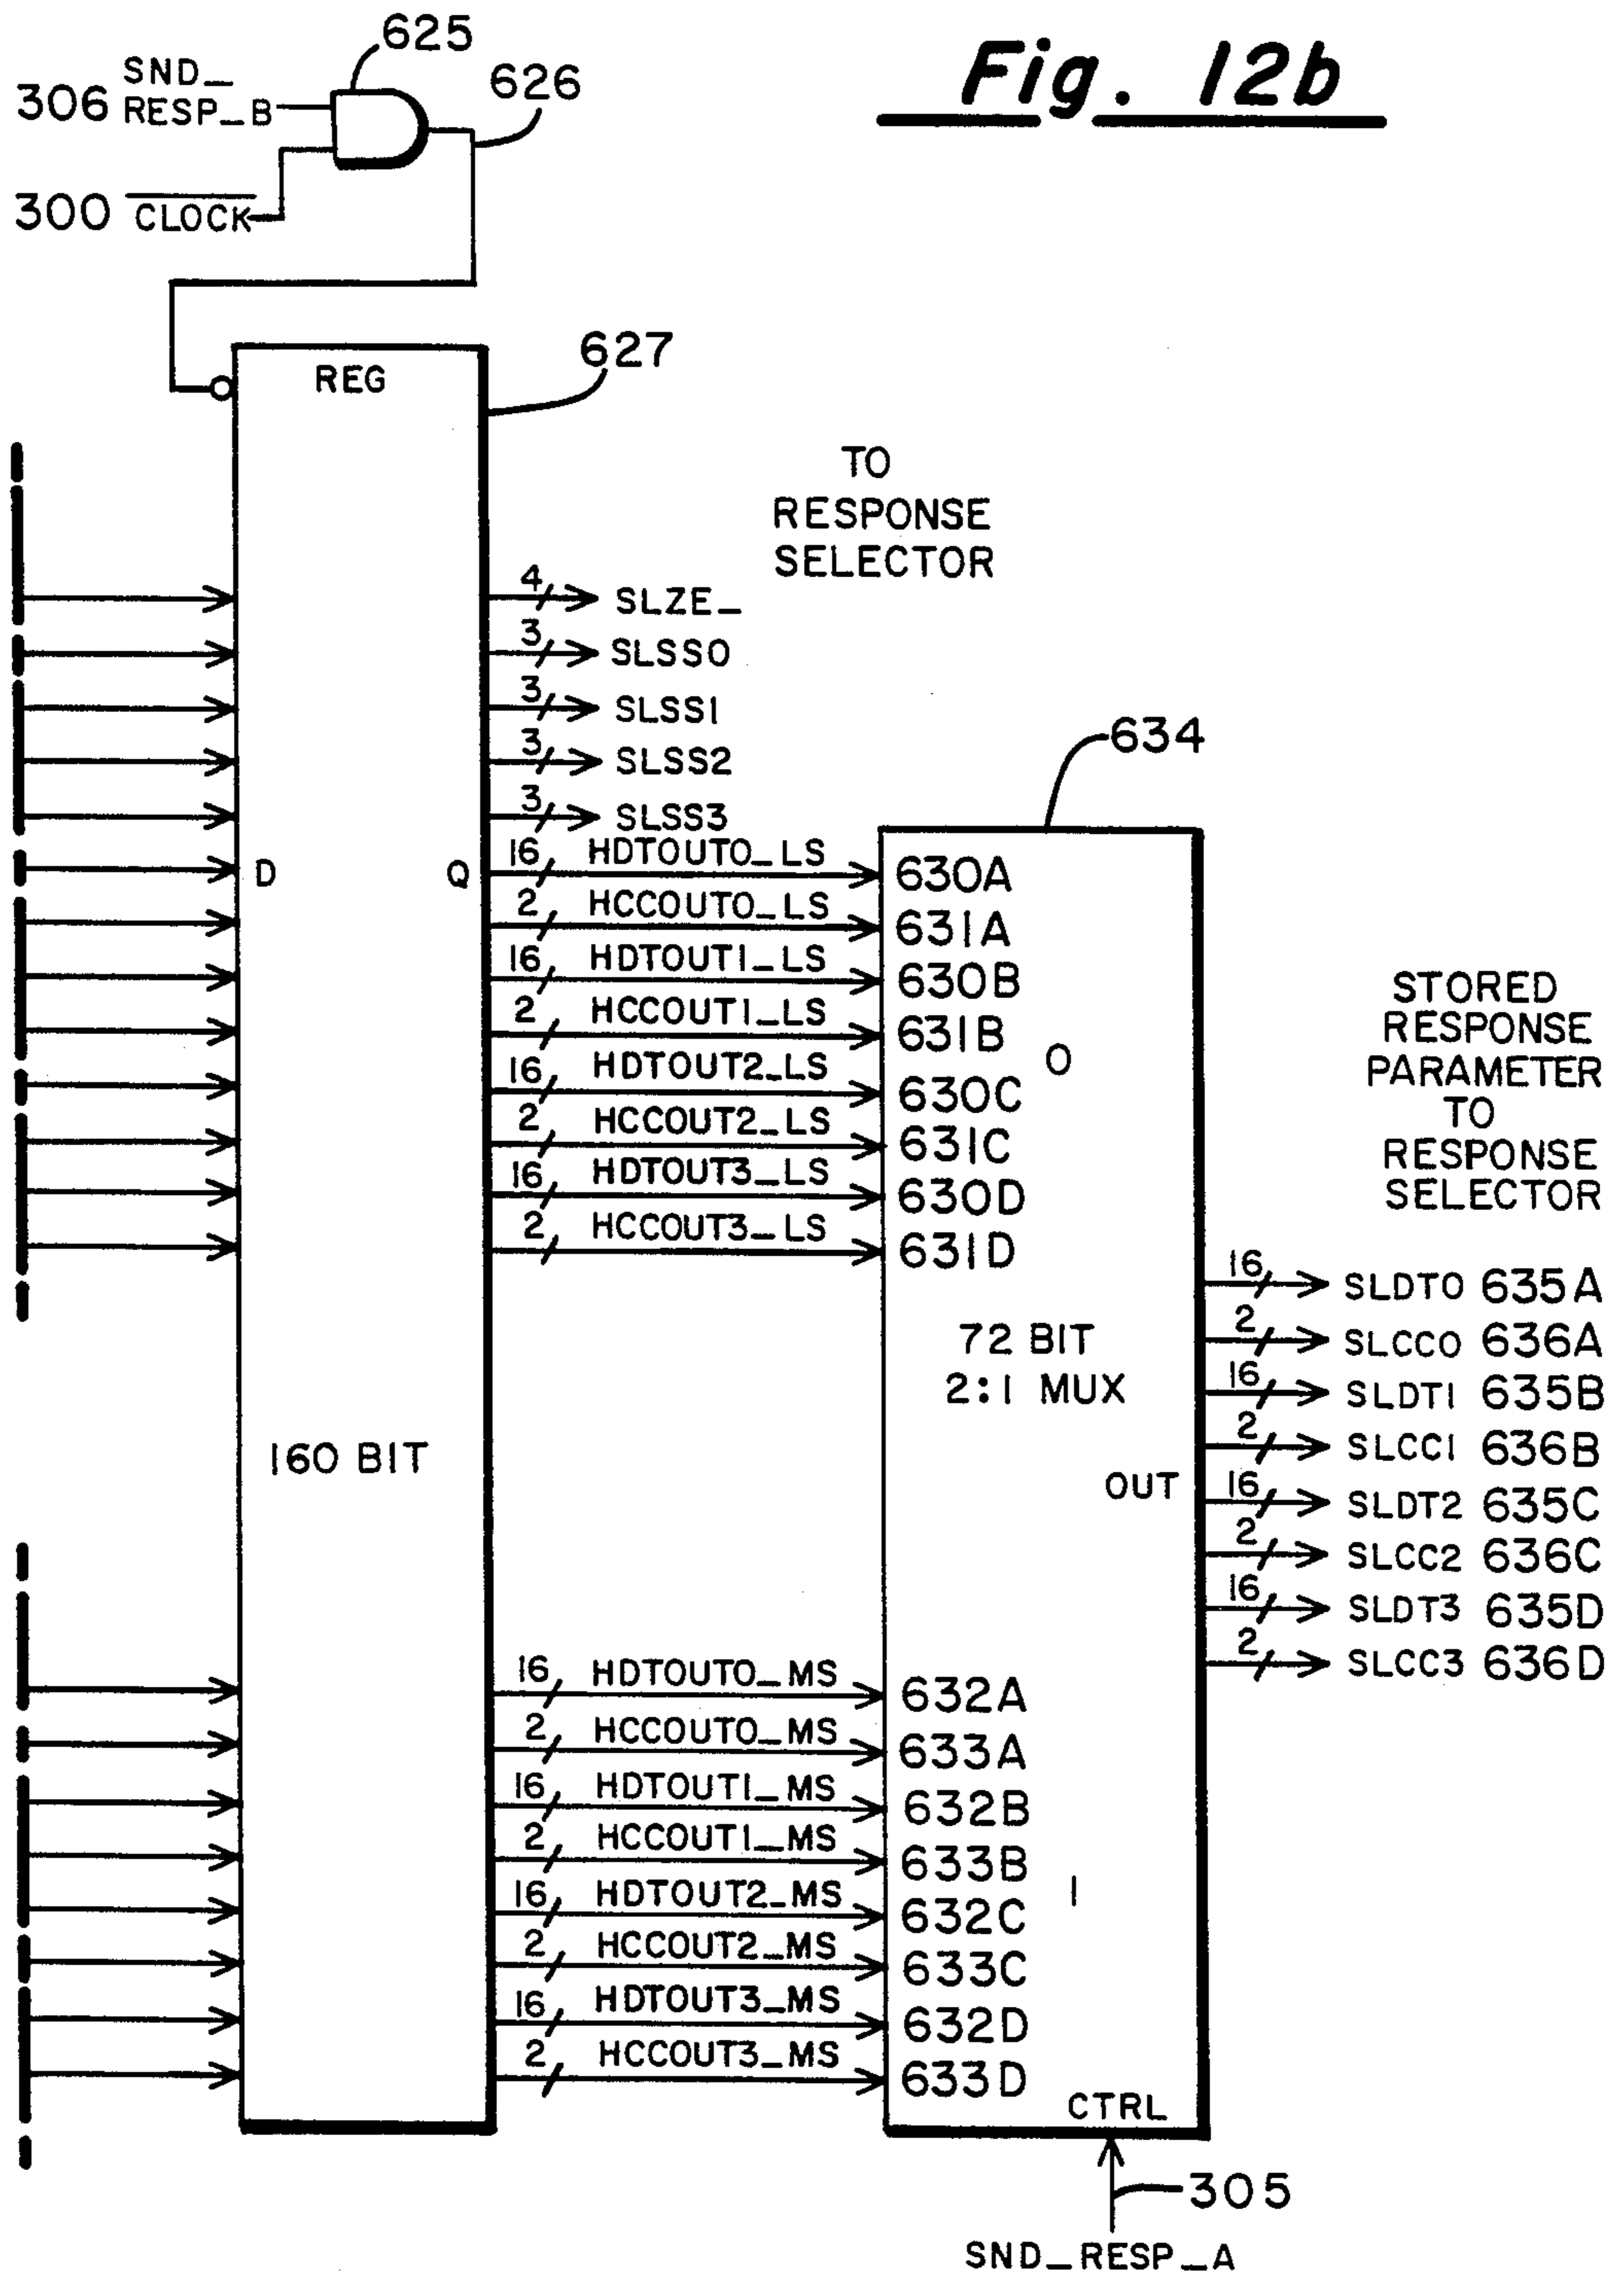 Fig. 12b
625
626
306 SND_
RESP_B
300 CLOCK
627
REG
TO
RESPONSE
SELECTOR
4 SLZE_
3 SLSS0
3 SLSS1
3 SLSS2
3 SLSS3
634
D Q
16 HDTOUT0_LS 630A
2 HCCOUT0_LS 631A
16 HDTOUT1_LS 630B
2 HCCOUT1_LS 631B
0
16 HDTOUT2_LS 630C
2 HCCOUT2_LS 631C
16 HDTOUT3_LS 630D
2 HCCOUT3_LS 631D
STORED
RESPONSE
PARAMETER
TO
RESPONSE
SELECTOR
72 BIT
2:1 MUX
160 BIT
OUT
16 SLDT0 635A
2 SLCC0 636A
16 SLDT1 635B
2 SLCC1 636B
16 SLDT2 635C
2 SLCC2 636C
16 SLDT3 635D
2 SLCC3 636D
16 HDTOUT0_MS 632A
2 HCCOUT0_MS 633A
16 HDTOUT1_MS 632B
2 HCCOUT1_MS 633B
1
16 HDTOUT2_MS 632C
2 HCCOUT2_MS 633C
16 HDTOUT3_MS 632D
2 HCCOUT3_MS 633D
CTRL
305
SND_RESP_A